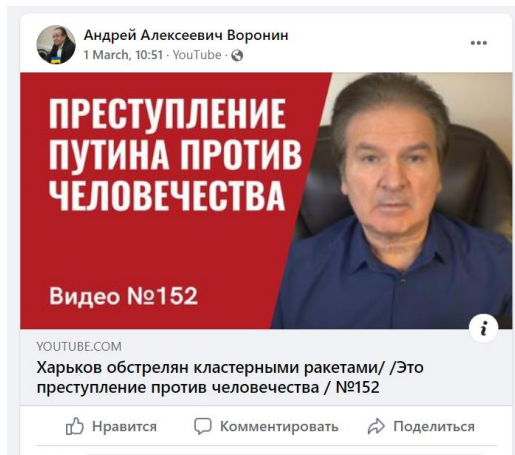 Андрей Алексеевич Воронин
1 March, 10:51 · YouTube ·
ПРЕСТУПЛЕНИЕ
ПУТИНА ПРОТИВ
ЧЕЛОВЕЧЕСТВА
Видео №152
YOUTUBE.COM
Харьков обстрелян кластерными ракетами/ /Это
преступление против человечества / №152
Нравится Комментировать Поделиться